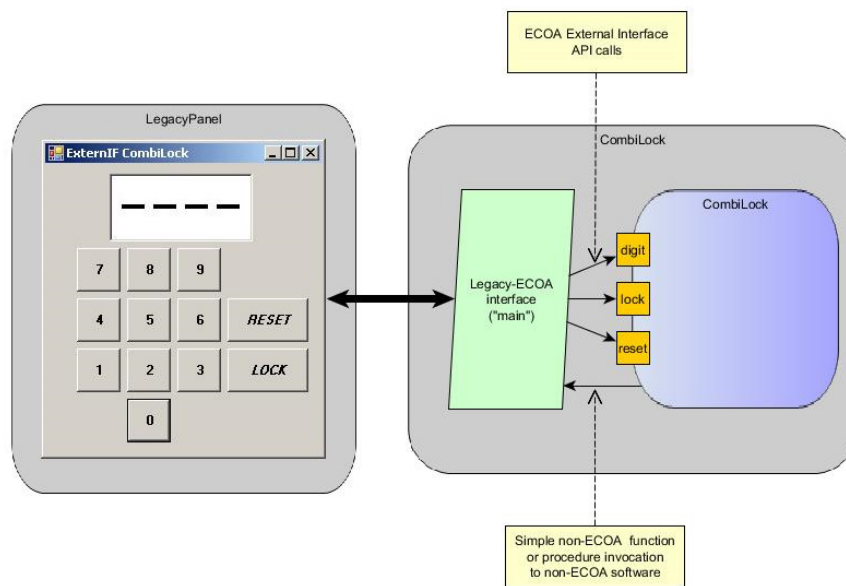 ECOA External Interface
API calls
LegacyPanel
ExternIF CombiLock
7 8 9
4 5 6 RESET
1 2 3 LOCK
0
CombiLock
CombiLock
Legacy-ECOA
interface
("main")
digit
lock
reset
Simple non-ECOA function
or procedure invocation
to non-ECOA software